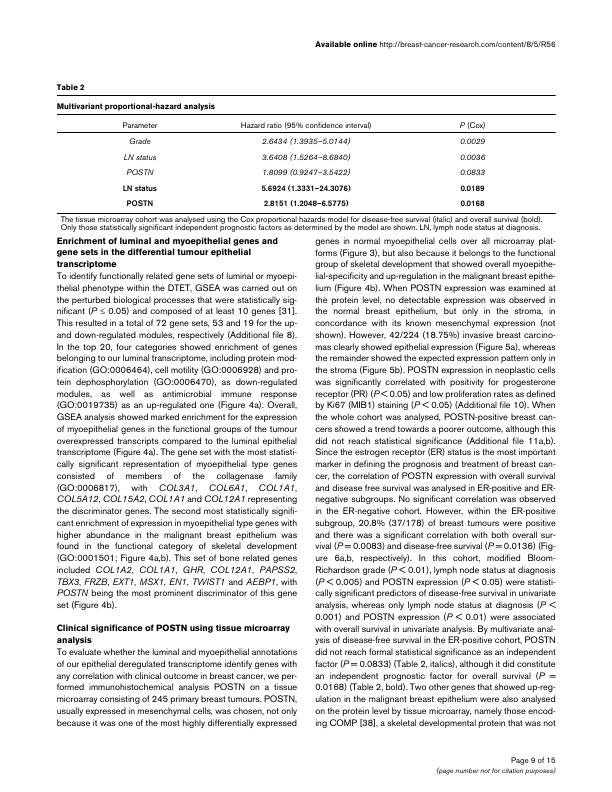 Available online http://breast-cancer-research.com/content/8/5/R56
Table 2
Multivariant proportional-hazard analysis
Parameter Hazard ratio (95% confidence interval) P (Cox)
Grade 2.6434 (1.3935–5.0144) 0.0029
LN status 3.6408 (1.5264–8.6840) 0.0036
POSTN 1.8099 (0.9247–3.5422) 0.0833
LN status 5.6924 (1.3331–24.3076) 0.0189
POSTN 2.8151 (1.2048–6.5775) 0.0168
The tissue microarray cohort was analysed using the Cox proportional hazards model for disease-free survival (italic) and overall survival (bold).
Only those statistically significant independent prognostic factors as determined by the model are shown. LN, lymph node status at diagnosis.
Enrichment of luminal and myoepithelial genes and
gene sets in the differential tumour epithelial
transcriptome
To identify functionally related gene sets of luminal or myoepi-
thelial phenotype within the DTET, GSEA was carried out on
the perturbed biological processes that were statistically sig-
nificant (P ≤ 0.05) and composed of at least 10 genes [31].
This resulted in a total of 72 gene sets, 53 and 19 for the up-
and down-regulated modules, respectively (Additional file 8).
In the top 20, four categories showed enrichment of genes
belonging to our luminal transcriptome, including protein mod-
ification (GO:0006464), cell motility (GO:0006928) and pro-
tein dephosphorylation (GO:0006470), as down-regulated
modules, as well as antimicrobial immune response
(GO:0019735) as an up-regulated one (Figure 4a). Overall,
GSEA analysis showed marked enrichment for the expression
of myoepithelial genes in the functional groups of the tumour
overexpressed transcripts compared to the luminal epithelial
transcriptome (Figure 4a). The gene set with the most statisti-
cally significant representation of myoepithelial type genes
consisted of members of the collagenase family
(GO:0006817), with COL3A1, COL6A1, COL1A1,
COL5A12, COL15A2, COL1A1 and COL12A1 representing
the discriminator genes. The second most statistically signifi-
cant enrichment of expression in myoepithelial type genes with
higher abundance in the malignant breast epithelium was
found in the functional category of skeletal development
(GO:0001501; Figure 4a,b). This set of bone related genes
included COL1A2, COL1A1, GHR, COL12A1, PAPSS2,
TBX3, FRZB, EXT1, MSX1, EN1, TWIST1 and AEBP1, with
POSTN being the most prominent discriminator of this gene
set (Figure 4b).
Clinical significance of POSTN using tissue microarray
analysis
To evaluate whether the luminal and myoepithelial annotations
of our epithelial deregulated transcriptome identify genes with
any correlation with clinical outcome in breast cancer, we per-
formed immunohistochemical analysis POSTN on a tissue
microarray consisting of 245 primary breast tumours. POSTN,
usually expressed in mesenchymal cells, was chosen, not only
because it was one of the most highly differentially expressed
genes in normal myoepithelial cells over all microarray plat-
forms (Figure 3), but also because it belongs to the functional
group of skeletal development that showed overall myoepithe-
lial-specificity and up-regulation in the malignant breast epithe-
lium (Figure 4b). When POSTN expression was examined at
the protein level, no detectable expression was observed in
the normal breast epithelium, but only in the stroma, in
concordance with its known mesenchymal expression (not
shown). However, 42/224 (18.75%) invasive breast carcino-
mas clearly showed epithelial expression (Figure 5a), whereas
the remainder showed the expected expression pattern only in
the stroma (Figure 5b). POSTN expression in neoplastic cells
was significantly correlated with positivity for progesterone
receptor (PR) (P < 0.05) and low proliferation rates as defined
by Ki67 (MIB1) staining (P < 0.05) (Additional file 10). When
the whole cohort was analysed, POSTN-positive breast can-
cers showed a trend towards a poorer outcome, although this
did not reach statistical significance (Additional file 11a,b).
Since the estrogen receptor (ER) status is the most important
marker in defining the prognosis and treatment of breast can-
cer, the correlation of POSTN expression with overall survival
and disease free survival was analysed in ER-positive and ER-
negative subgroups. No significant correlation was observed
in the ER-negative cohort. However, within the ER-positive
subgroup, 20.8% (37/178) of breast tumours were positive
and there was a significant correlation with both overall sur-
vival (P = 0.0083) and disease-free survival (P = 0.0136) (Fig-
ure 6a,b, respectively). In this cohort, modified Bloom-
Richardson grade (P < 0.01), lymph node status at diagnosis
(P < 0.005) and POSTN expression (P < 0.05) were statisti-
cally significant predictors of disease-free survival in univariate
analysis, whereas only lymph node status at diagnosis (P <
0.001) and POSTN expression (P < 0.01) were associated
with overall survival in univariate analysis. By multivariate anal-
ysis of disease-free survival in the ER-positive cohort, POSTN
did not reach formal statistical significance as an independent
factor (P = 0.0833) (Table 2, italics), although it did constitute
an independent prognostic factor for overall survival (P =
0.0168) (Table 2, bold). Two other genes that showed up-reg-
ulation in the malignant breast epithelium were also analysed
on the protein level by tissue microarray, namely those encod-
ing COMP [38], a skeletal developmental protein that was not
Page 9 of 15
(page number not for citation purposes)